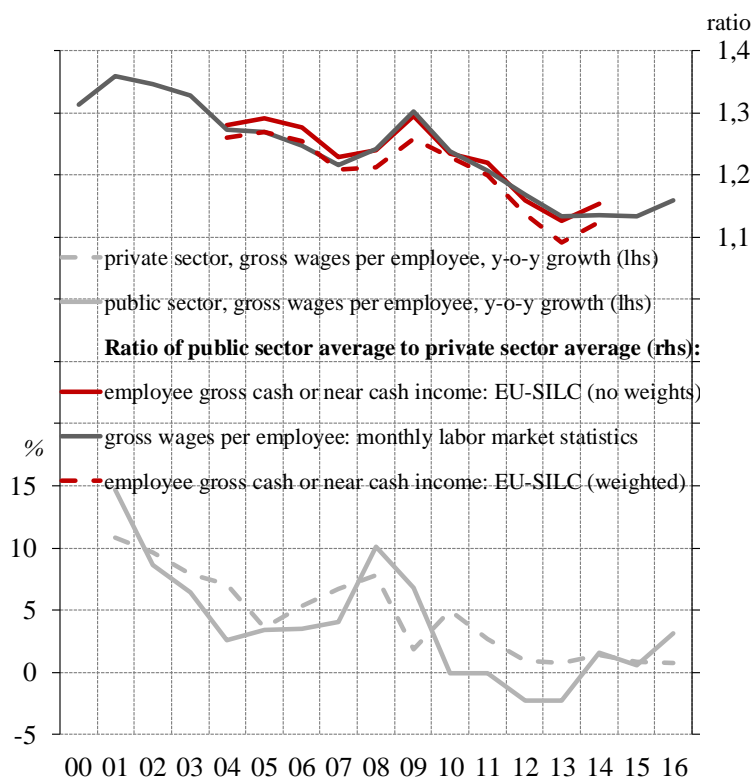 ratio
1,4
1,3
1,2
1,1
private sector, gross wages per employee, y-o-y growth (lhs)
public sector, gross wages per employee, y-o-y growth (lhs)
Ratio of public sector average to private sector average (rhs):
employee gross cash or near cash income: EU-SILC (no weights)
gross wages per employee: monthly labor market statistics
employee gross cash or near cash income: EU-SILC (weighted)
%
15
10
5
0
-5
00 01 02 03 04 05 06 07 08 09 10 11 12 13 14 15 16